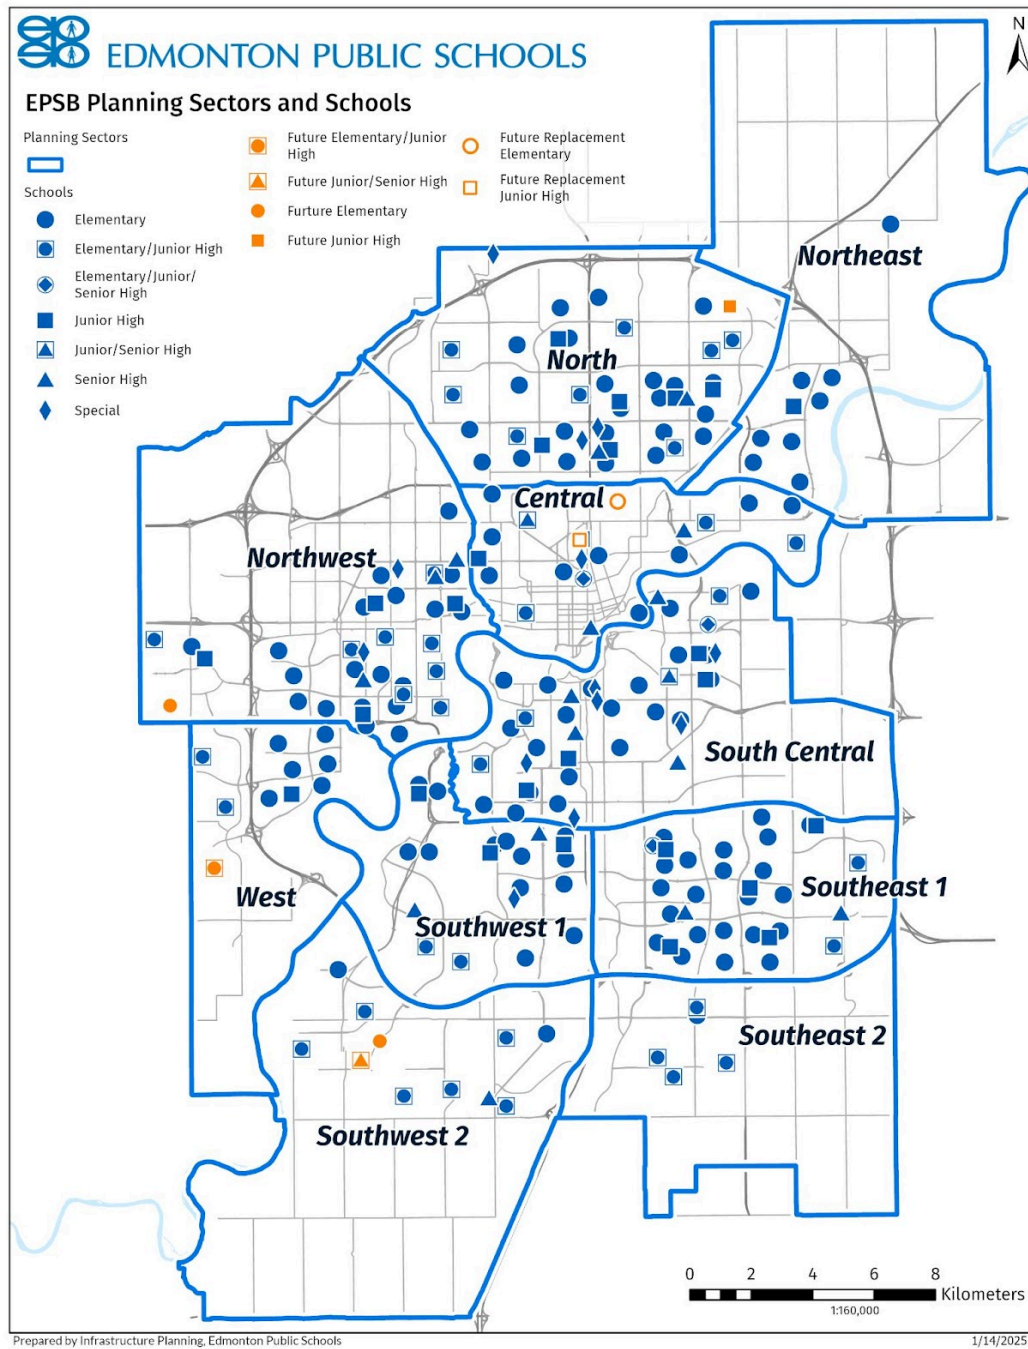 EDMONTON PUBLIC SCHOOLS
N
EPSB Planning Sectors and Schools
Planning Sectors
Schools
Elementary
Elementary/Junior High
Elementary/Junior/
Senior High
Junior High
Junior/Senior High
Senior High
Special
Future Elementary/Junior
High
Future Junior/Senior High
Furture Elementary
Future Junior High
Future Replacement
Elementary
Future Replacement
Junior High
Northeast
North
Central
Northwest
South Central
West
Southwest 1
Southeast 1
Southeast 2
Southwest 2
0 2 4 6 8
Kilometers
1:160,000
Prepared by Infrastructure Planning, Edmonton Public Schools
1/14/2025